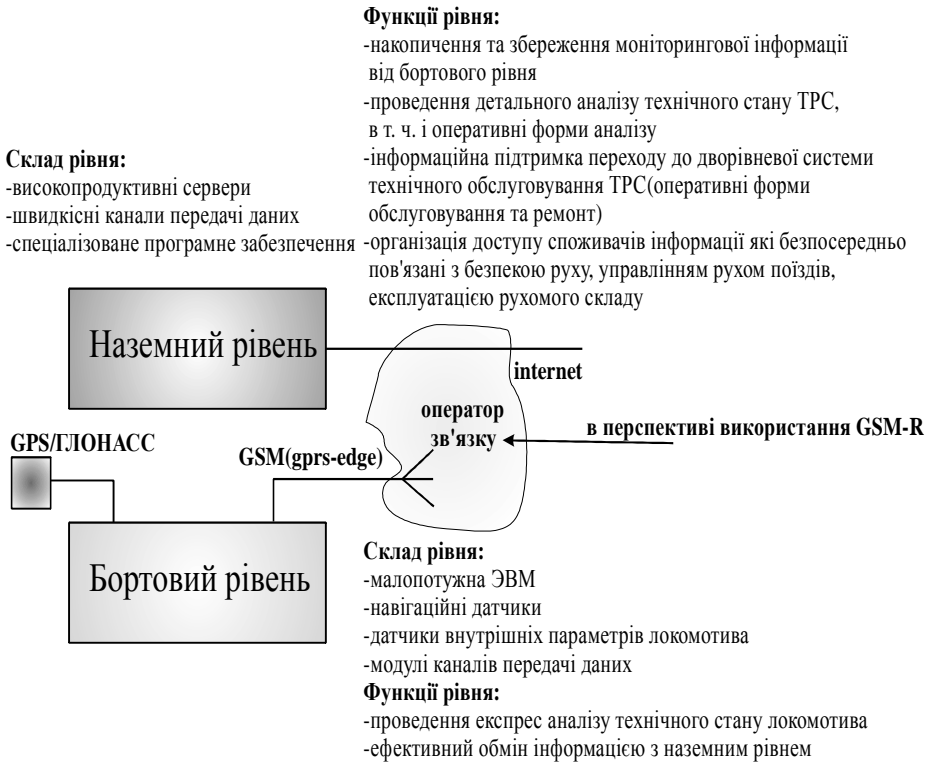 Функції рівня:
-накопичення та збереження моніторингової інформації
від бортового рівня
-проведення детального аналізу технічного стану ТРС,
в т. ч. і оперативні форми аналізу
-інформаційна підтримка переходу до дворівневої системи
технічного обслуговування ТРС(оперативні форми
обслуговування та ремонт)
-організація доступу споживачів інформації які безпосередньо
пов'язані з безпекою руху, управлінням рухом поїздів,
експлуатацією рухомого складу
Склад рівня:
-високопродуктивні сервери
-швидкісні канали передачі даних
-спеціалізоване програмне забезпечення
Наземний рівень
internet
оператор
зв'язку
в перспективі використання GSM-R
GPS/ГЛОНАСС
GSM(gprs-edge)
Бортовий рівень
Склад рівня:
-малопотужна ЭВМ
-навігаційні датчики
-датчики внутрішніх параметрів локомотива
-модулі каналів передачі даних
Функції рівня:
-проведення експрес аналізу технічного стану локомотива
-ефективний обмін інформацією з наземним рівнем